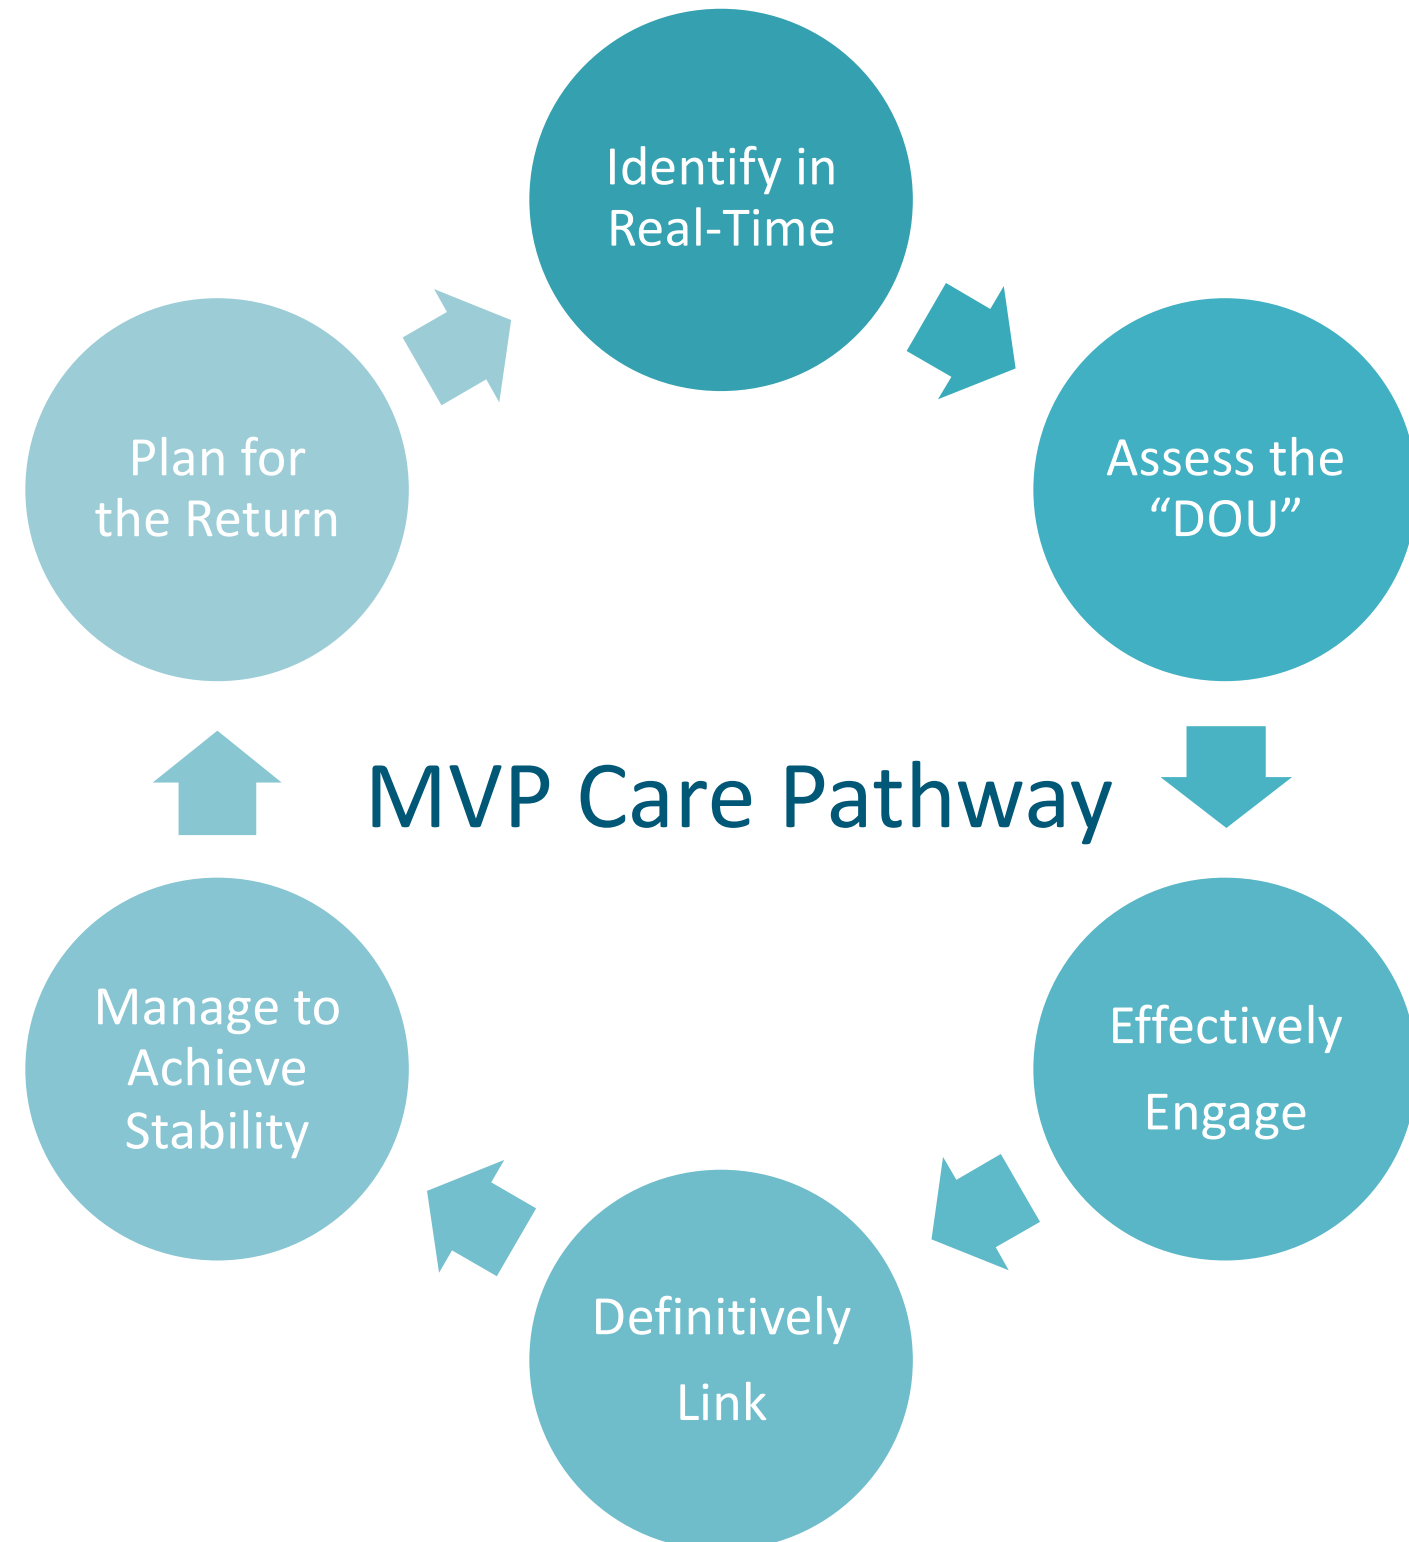 Identify in
Real-Time
Assess the
“DOU”
Effectively
Engage
Definitively
Link
Manage to
Achieve
Stability
Plan for
the Return
MVP Care Pathway